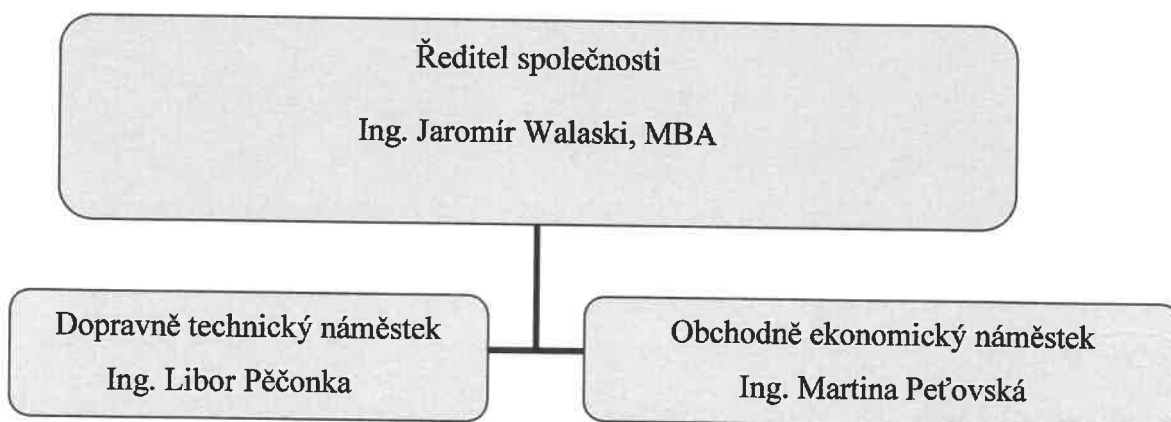 Ředitel společnosti
Ing. Jaromír Walaski, MBA
Dopravně technický náměstek
Ing. Libor Pěčonka
Obchodně ekonomický náměstek
Ing. Martina Peťovská